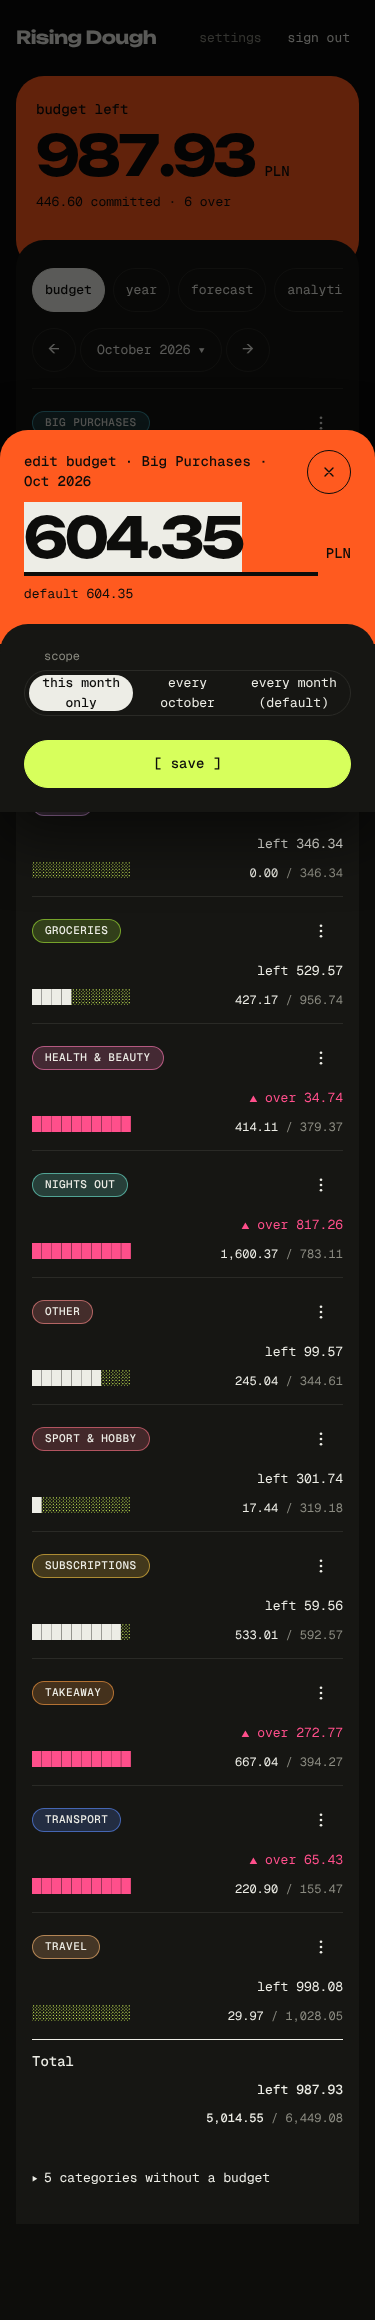 Rising Dough settings sign out
budget left
987.93 PLN
446.60 committed · 6 over
budget year forecast analyti
← October 2026 ▾ →
BIG PURCHASES
edit budget · Big Purchases ·
Oct 2026
604.35 PLN
default 604.35
scope
this month only
every october
every month (default)
[ save ]
left 346.34
0.00 / 346.34
GROCERIES
left 529.57
427.17 / 956.74
HEALTH & BEAUTY
▲ over 34.74
414.11 / 379.37
NIGHTS OUT
▲ over 817.26
1,600.37 / 783.11
OTHER
left 99.57
245.04 / 344.61
SPORT & HOBBY
left 301.74
17.44 / 319.18
SUBSCRIPTIONS
left 59.56
533.01 / 592.57
TAKEAWAY
▲ over 272.77
667.04 / 394.27
TRANSPORT
▲ over 65.43
220.90 / 155.47
TRAVEL
left 998.08
29.97 / 1,028.05
Total
left 987.93
5,014.55 / 6,449.08
▸ 5 categories without a budget